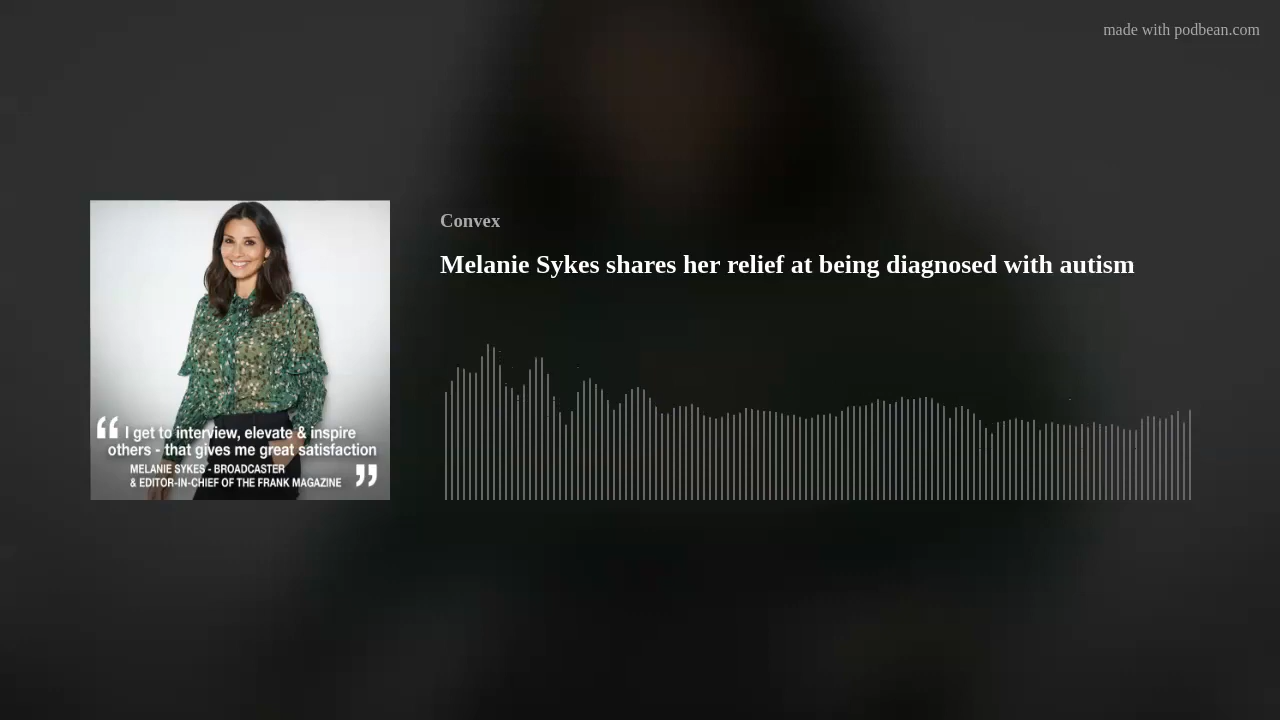 made with podbean.com
Convex
Melanie Sykes shares her relief at being diagnosed with autism
“ I get to interview, elevate & inspire
others - that gives me great satisfaction
MELANIE SYKES - BROADCASTER
& EDITOR-IN-CHIEF OF THE FRANK MAGAZINE ”